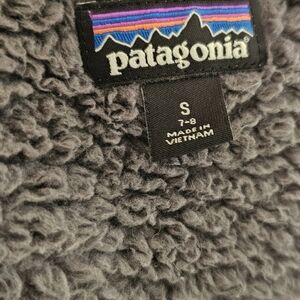 patagonia
S
7-8
MADE IN
VIETNAM